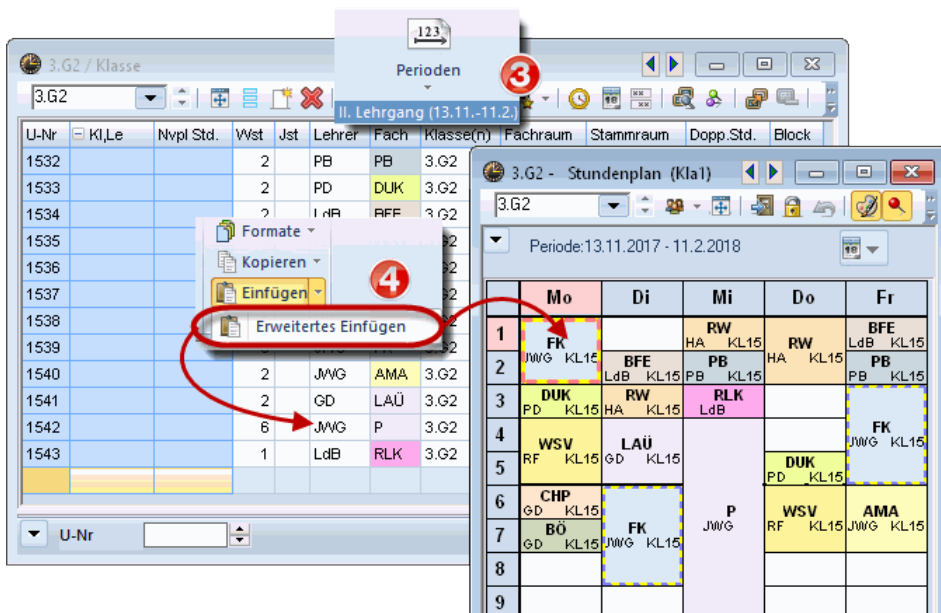 123
Perioden
3
II. Lehrgang (13.11.-11.2.)
3.G2 / Klasse
3.G2
U-Nr Kl,Le Nvpl Std. Wst Jst Lehrer Fach Klasse(n) Fachraum Stammraum Dopp.Std. Block
1532 2 PB PB 3.G2
1533 2 PD DUK 3.G2
1534 2 LdB BFE 3.G2
1535
1536
1537
1538
1539
1540 2 JWG AMA 3.G2
1541 2 GD LAÜ 3.G2
1542 6 JWG P 3.G2
1543 1 LdB RLK 3.G2
U-Nr
Formate
Kopieren
Einfügen
4
Erweitertes Einfügen
3.G2 - Stundenplan (Kla1)
3.G2
Periode:13.11.2017 - 11.2.2018
Mo Di Mi Do Fr
1 FK RW RW BFE
JWG KL15 HA KL15 HA KL15 LdB KL15
2 BFE PB PB
LdB KL15 PB KL15 PB KL15
3 DUK RW RLK FK
PD KL15 HA KL15 LdB JWG KL15
4 WSV LAÜ P
RF KL15 GD KL15 JWG
5 DUK
PD KL15
6 CHP FK WSV AMA
GD KL15 JWG KL15 RF KL15 JWG KL15
7 BÖ
GD KL15
8
9